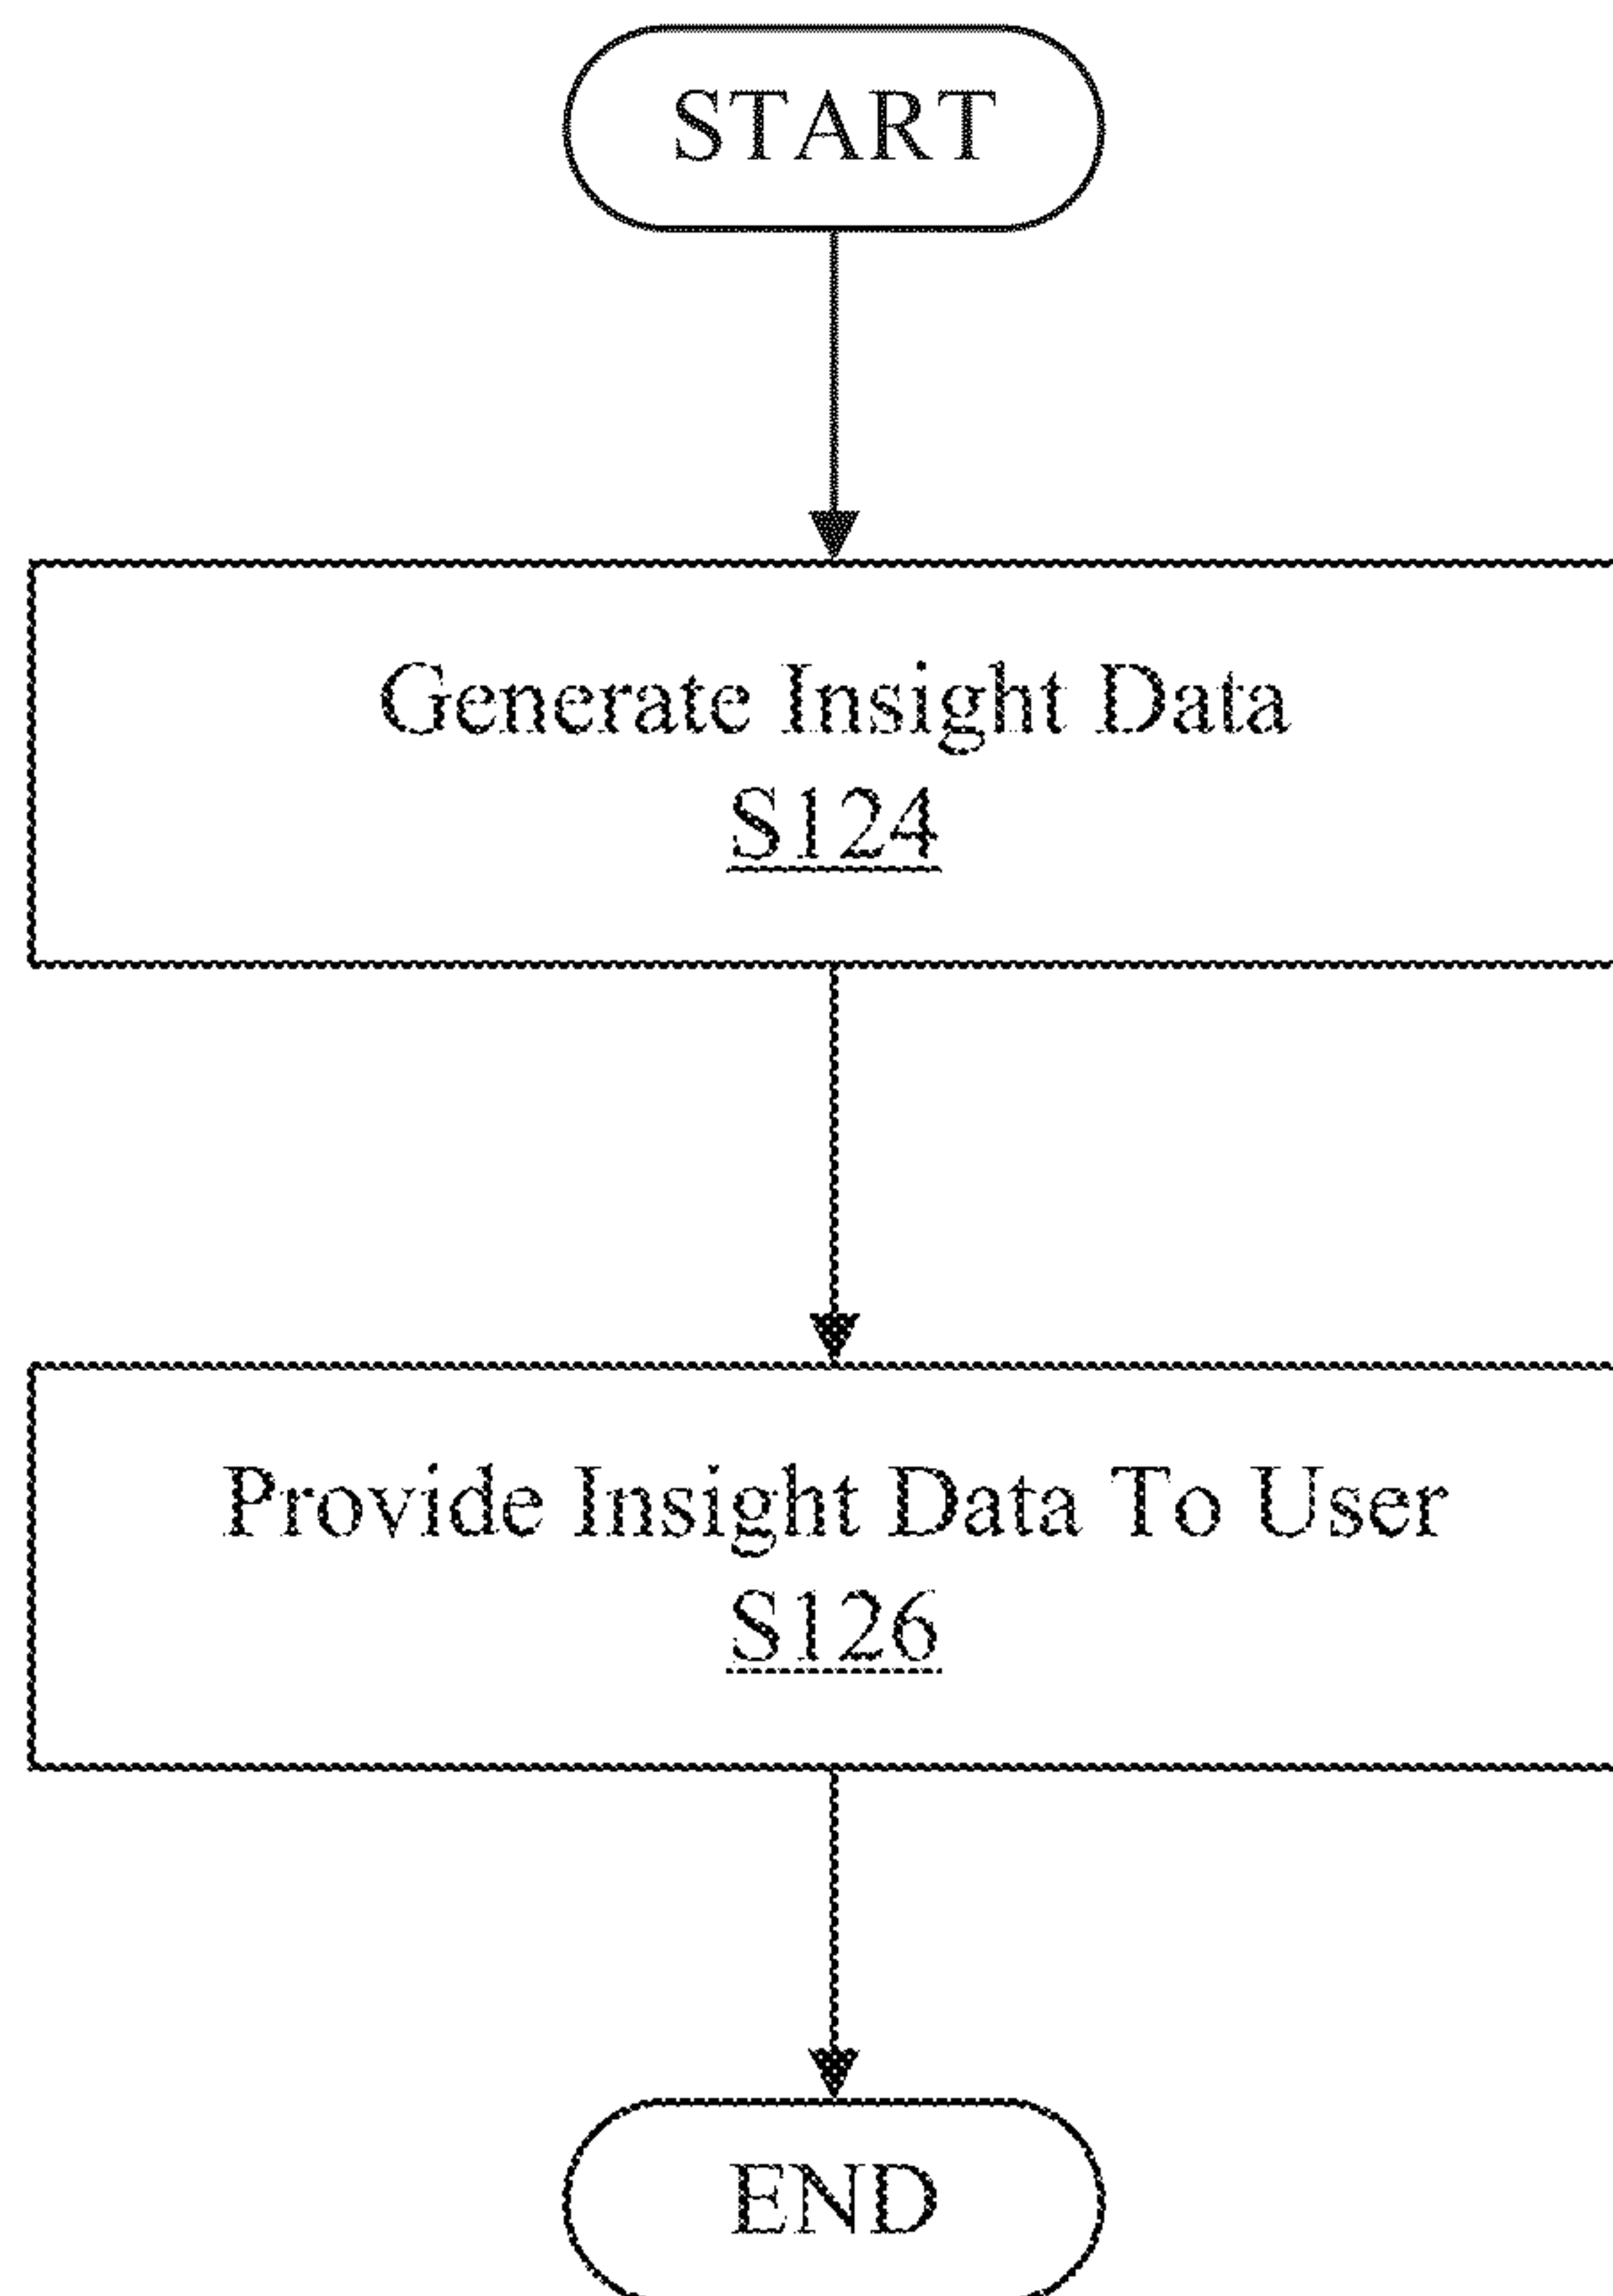 START
Generate Insight Data
S124
Provide Insight Data To User
S126
END